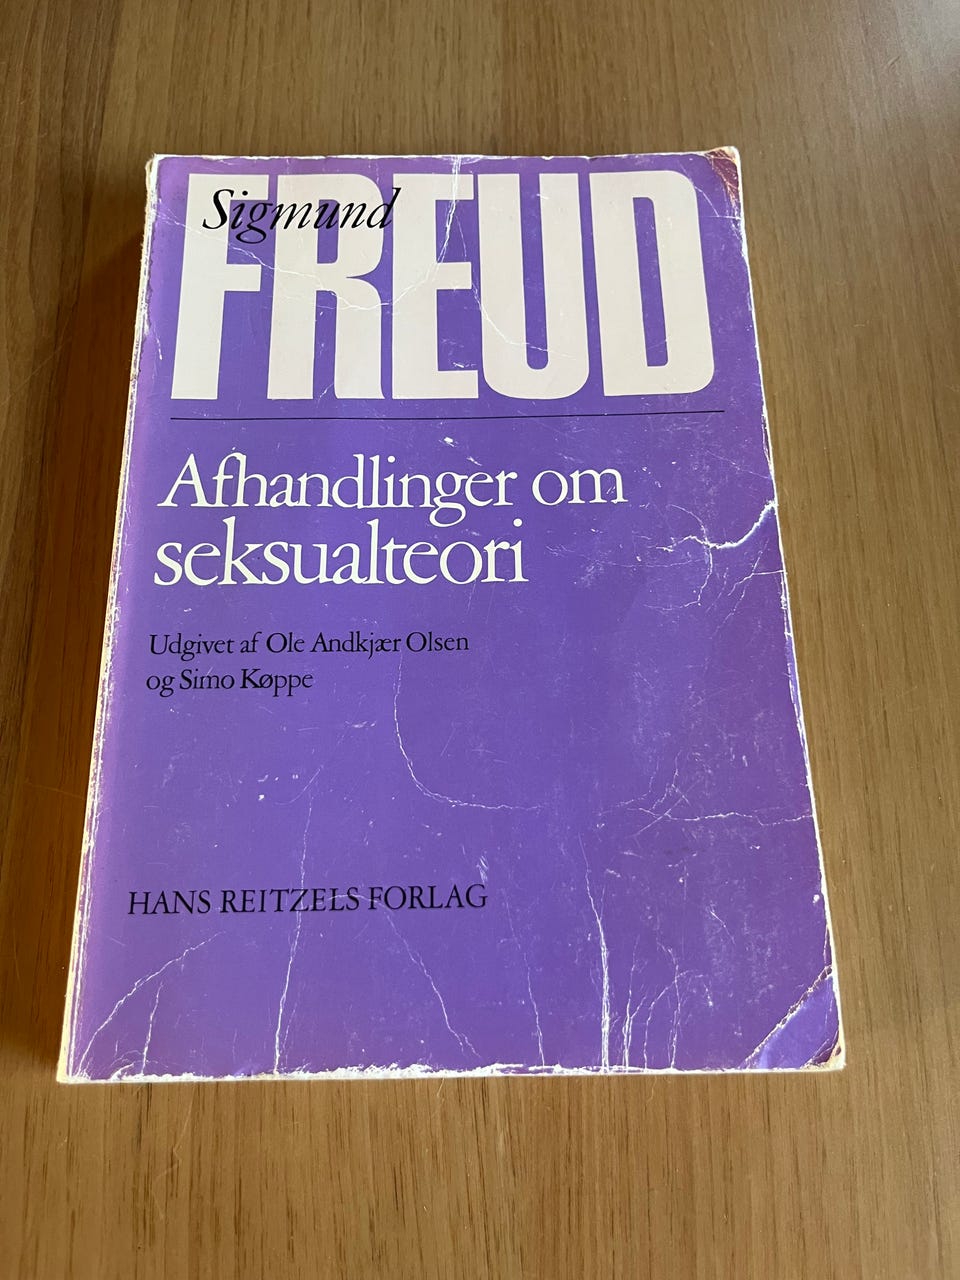 Sigmund
FREUD
Afhandlinger om
seksualteori
Udgivet af Ole Andkjær Olsen
og Simo Køppe
HANS REITZELS FORLAG